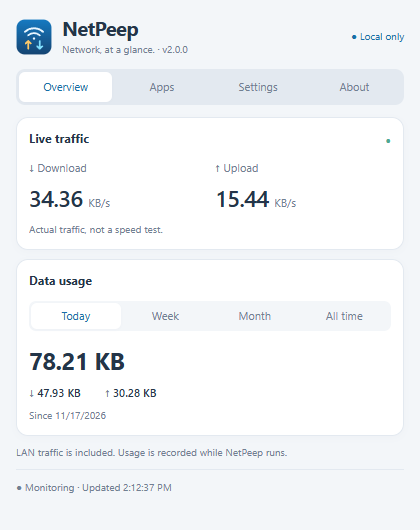 NetPeep
Network, at a glance. · v2.0.0
● Local only
Overview Apps Settings About
Live traffic
↓ Download ↑ Upload
34.36 KB/s 15.44 KB/s
Actual traffic, not a speed test.
Data usage
Today Week Month All time
78.21 KB
↓ 47.93 KB ↑ 30.28 KB
Since 11/17/2026
LAN traffic is included. Usage is recorded while NetPeep runs.
● Monitoring · Updated 2:12:37 PM